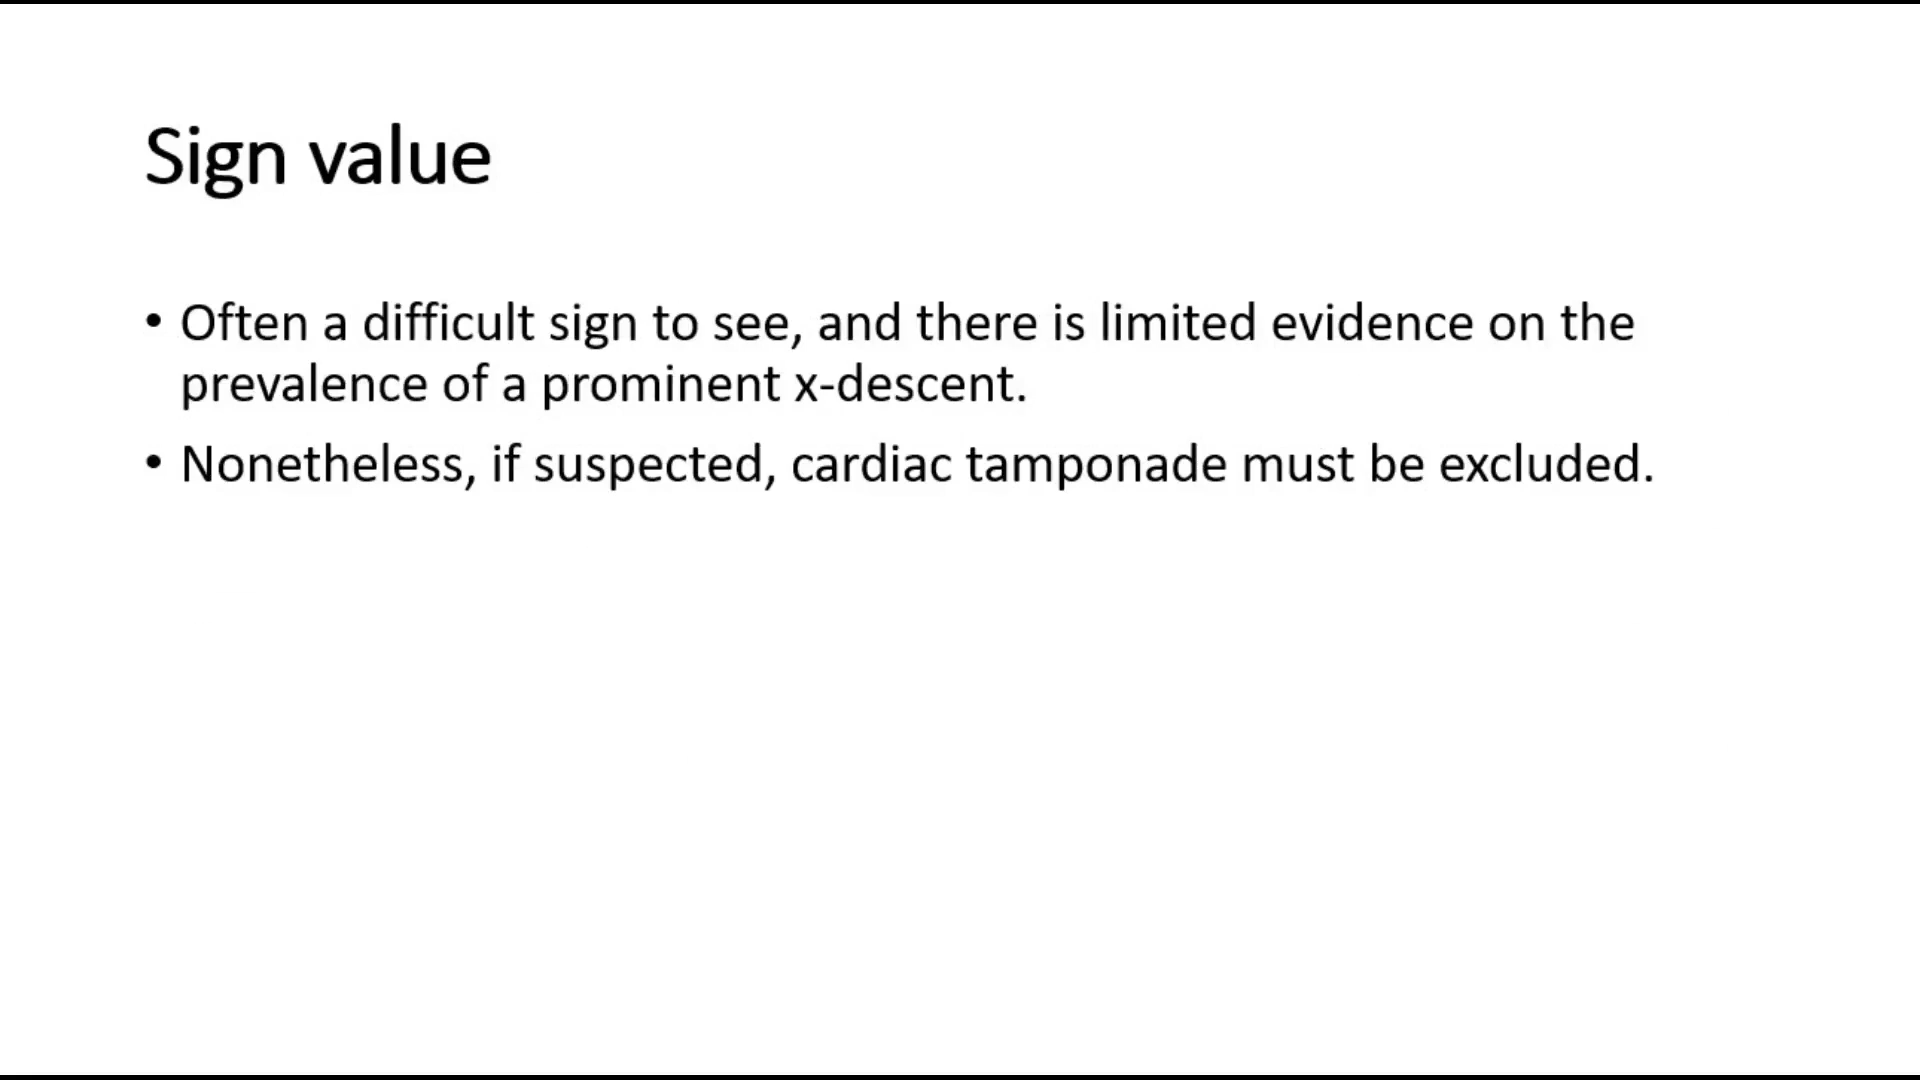 Sign value
• Often a difficult sign to see, and there is limited evidence on the
prevalence of a prominent x-descent.
• Nonetheless, if suspected, cardiac tamponade must be excluded.